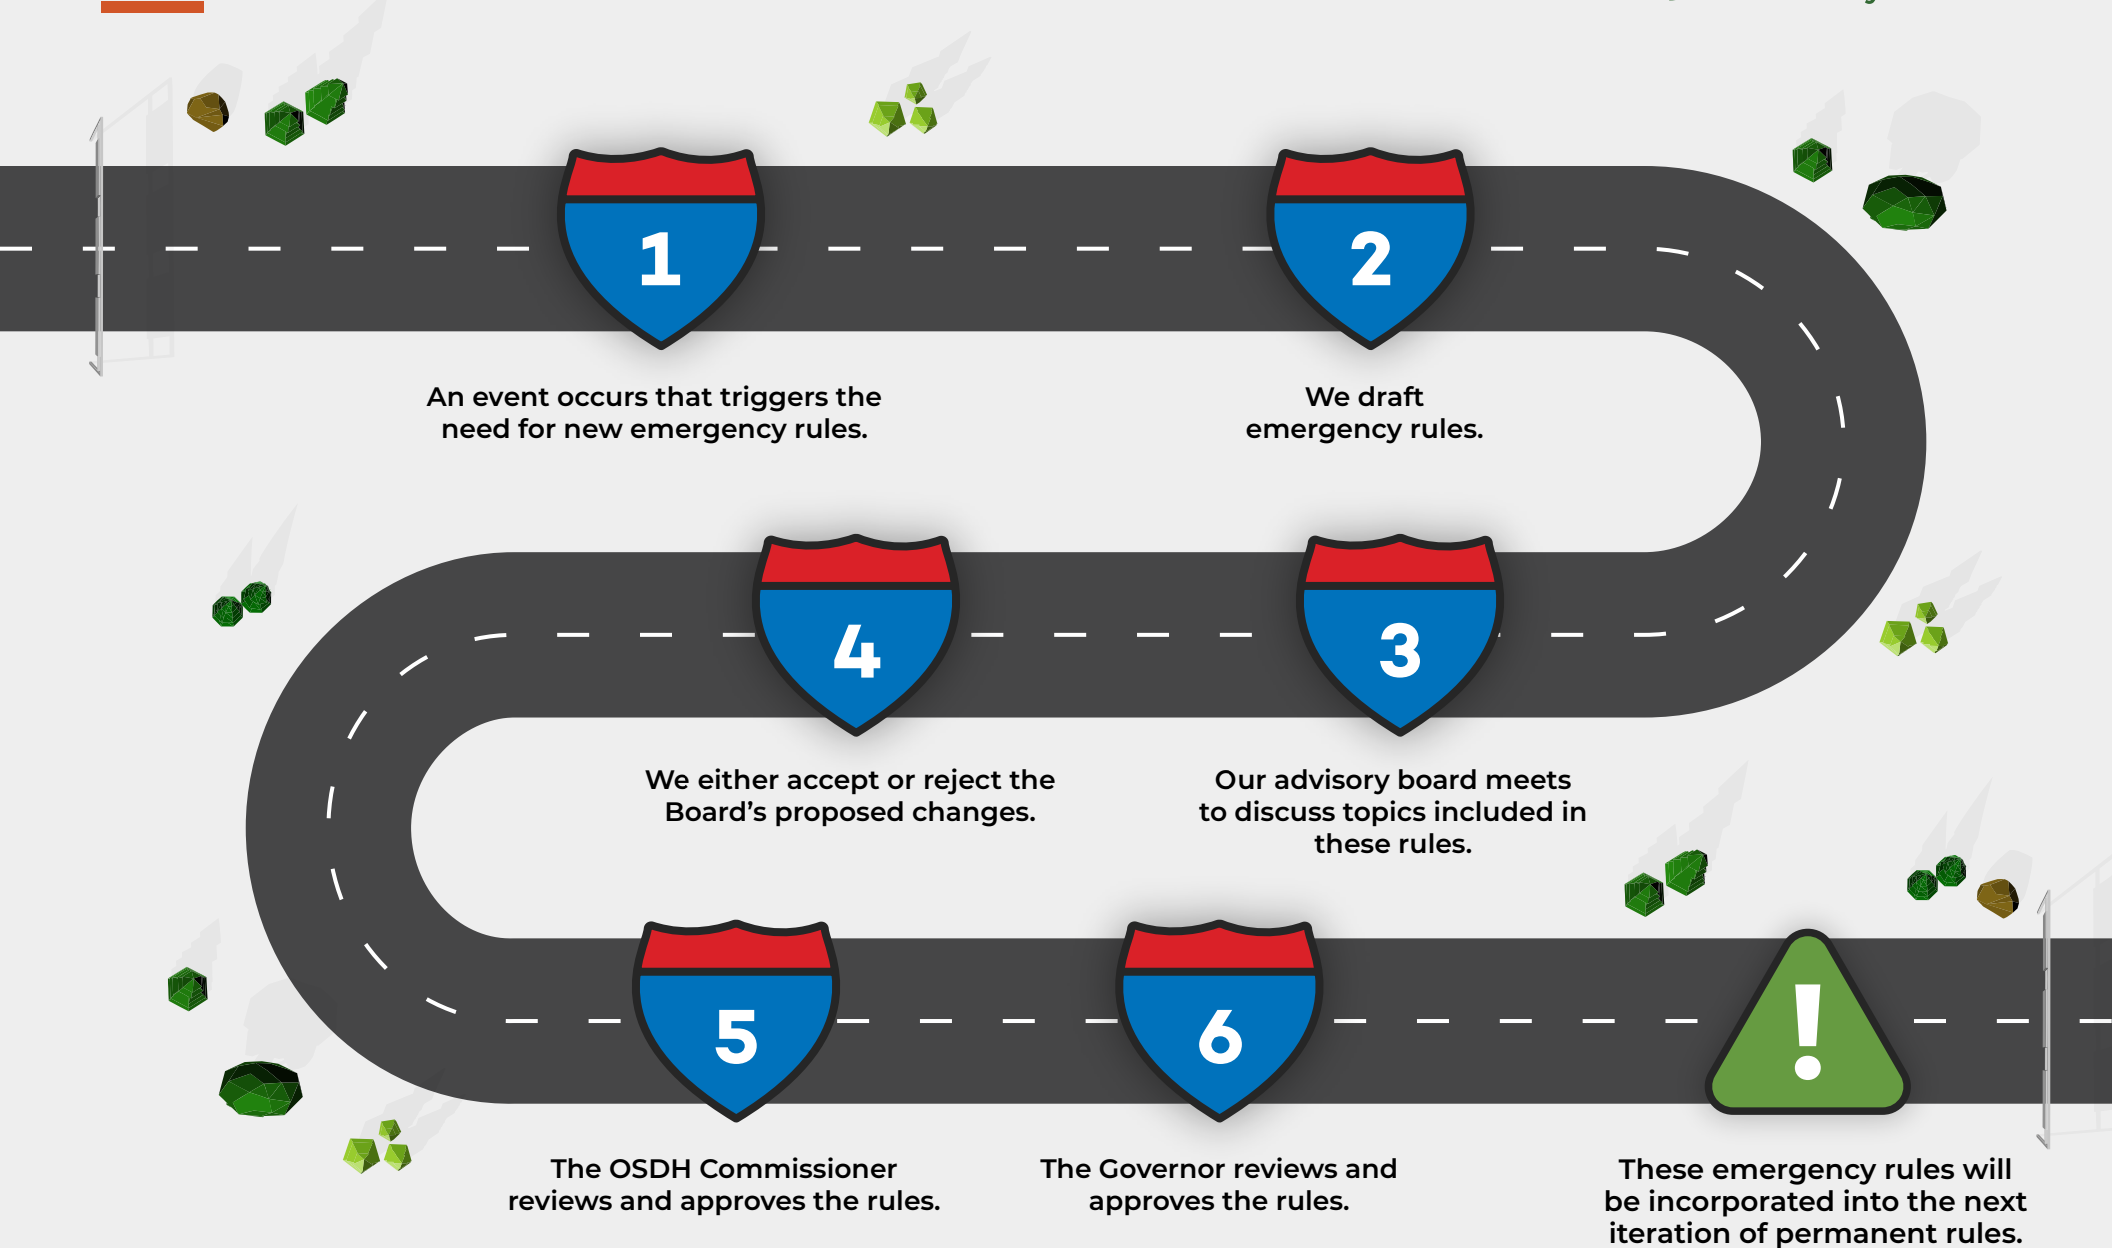 1
An event occurs that triggers the
need for new emergency rules.
2
We draft
emergency rules.
3
Our advisory board meets
to discuss topics included in
these rules.
4
We either accept or reject the
Board’s proposed changes.
5
The OSDH Commissioner
reviews and approves the rules.
6
The Governor reviews and
approves the rules.
!
These emergency rules will
be incorporated into the next
iteration of permanent rules.